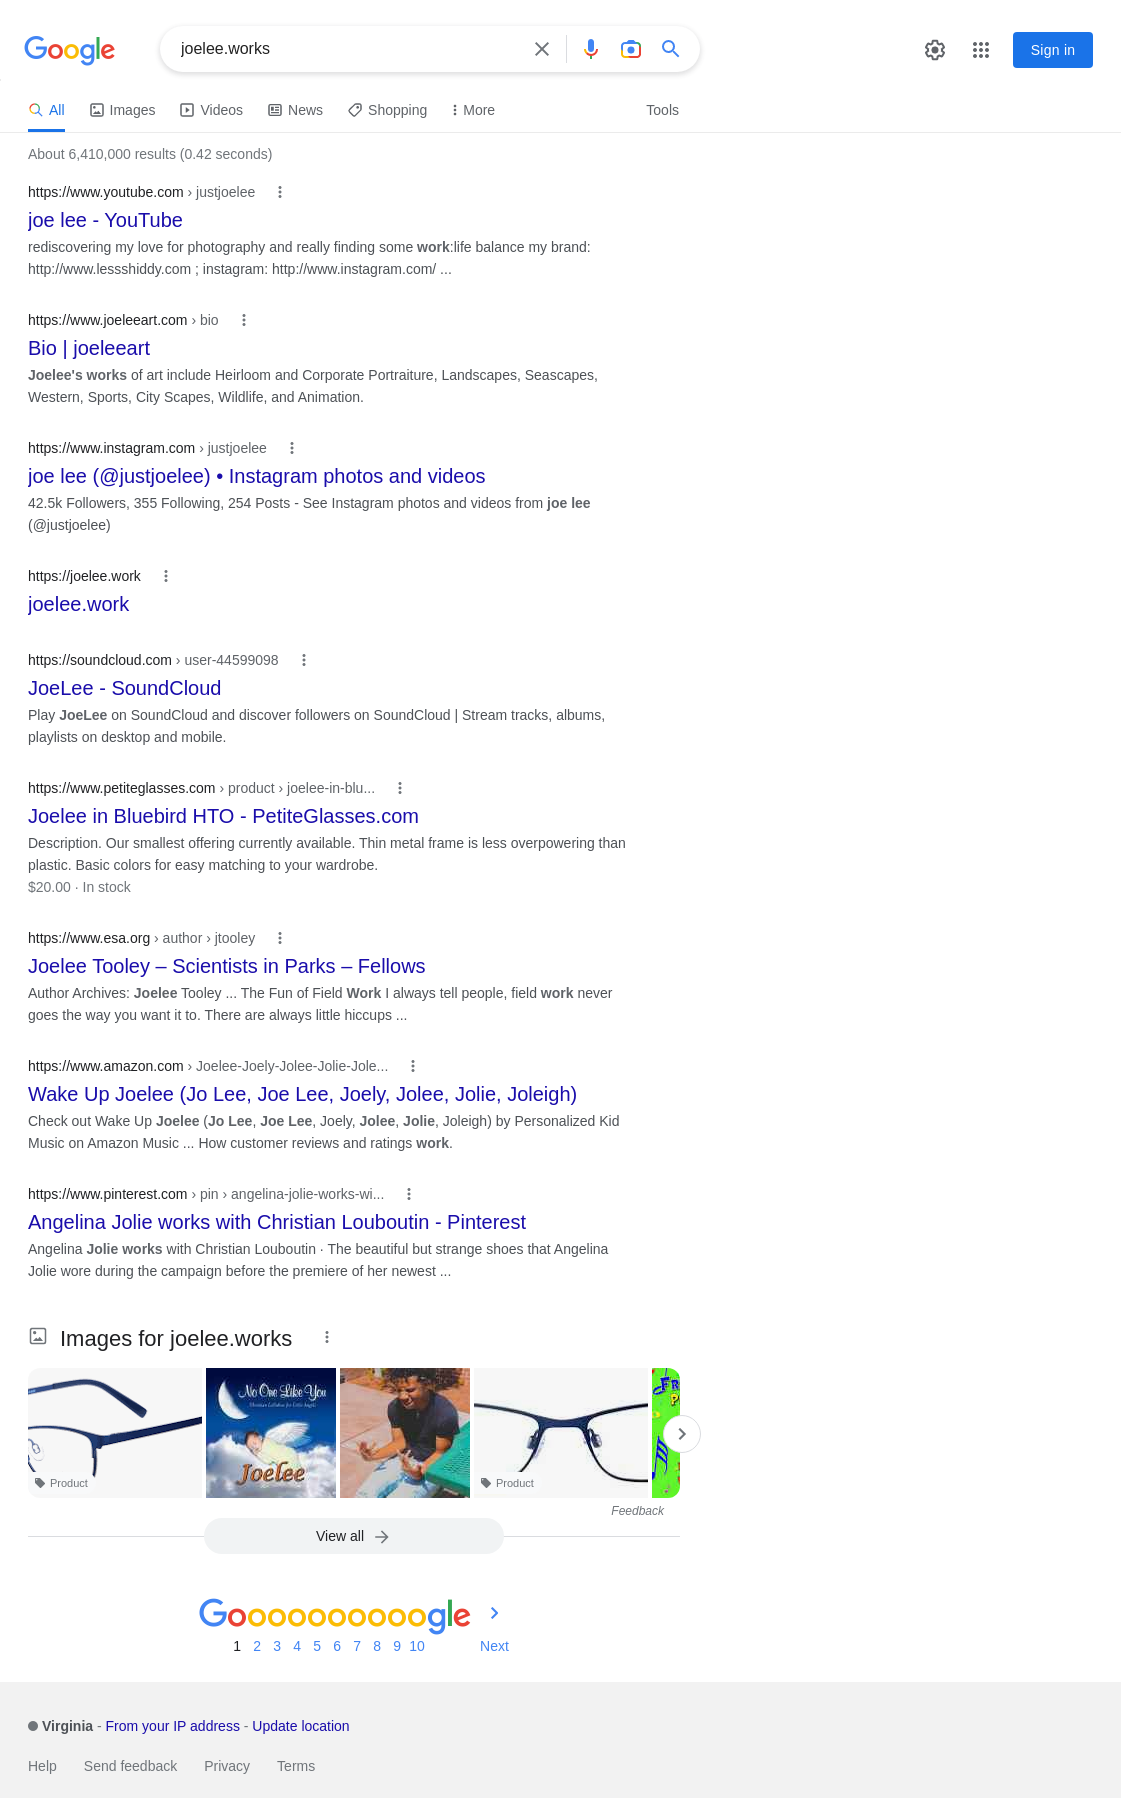 Google
joelee.works
Sign in
All Images Videos News Shopping More Tools
About 6,410,000 results (0.42 seconds)
https://www.youtube.com › justjoelee
joe lee - YouTube
rediscovering my love for photography and really finding some work:life balance my brand:
http://www.lessshiddy.com ; instagram: http://www.instagram.com/ ...
https://www.joeleeart.com › bio
Bio | joeleeart
Joelee's works of art include Heirloom and Corporate Portraiture, Landscapes, Seascapes,
Western, Sports, City Scapes, Wildlife, and Animation.
https://www.instagram.com › justjoelee
joe lee (@justjoelee) • Instagram photos and videos
42.5k Followers, 355 Following, 254 Posts - See Instagram photos and videos from joe lee
(@justjoelee)
https://joelee.work
joelee.work
https://soundcloud.com › user-44599098
JoeLee - SoundCloud
Play JoeLee on SoundCloud and discover followers on SoundCloud | Stream tracks, albums,
playlists on desktop and mobile.
https://www.petiteglasses.com › product › joelee-in-blu...
Joelee in Bluebird HTO - PetiteGlasses.com
Description. Our smallest offering currently available. Thin metal frame is less overpowering than
plastic. Basic colors for easy matching to your wardrobe.
$20.00 · In stock
https://www.esa.org › author › jtooley
Joelee Tooley – Scientists in Parks – Fellows
Author Archives: Joelee Tooley ... The Fun of Field Work I always tell people, field work never
goes the way you want it to. There are always little hiccups ...
https://www.amazon.com › Joelee-Joely-Jolee-Jolie-Jole...
Wake Up Joelee (Jo Lee, Joe Lee, Joely, Jolee, Jolie, Joleigh)
Check out Wake Up Joelee (Jo Lee, Joe Lee, Joely, Jolee, Jolie, Joleigh) by Personalized Kid
Music on Amazon Music ... How customer reviews and ratings work.
https://www.pinterest.com › pin › angelina-jolie-works-wi...
Angelina Jolie works with Christian Louboutin - Pinterest
Angelina Jolie works with Christian Louboutin · The beautiful but strange shoes that Angelina
Jolie wore during the campaign before the premiere of her newest ...
Images for joelee.works
No One Like You
Joelee
Product
Product
Feedback
View all
Goooooooooogle
1 2 3 4 5 6 7 8 9 10 Next
Virginia - From your IP address - Update location
Help Send feedback Privacy Terms